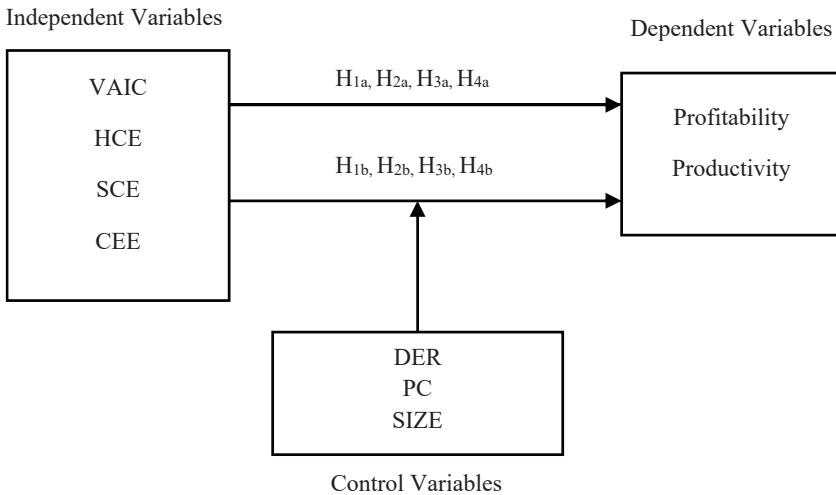 Independent Variables
Dependent Variables
VAIC
HCE
SCE
CEE
H1a, H2a, H3a, H4a
H1b, H2b, H3b, H4b
Profitability
Productivity
DER
PC
SIZE
Control Variables